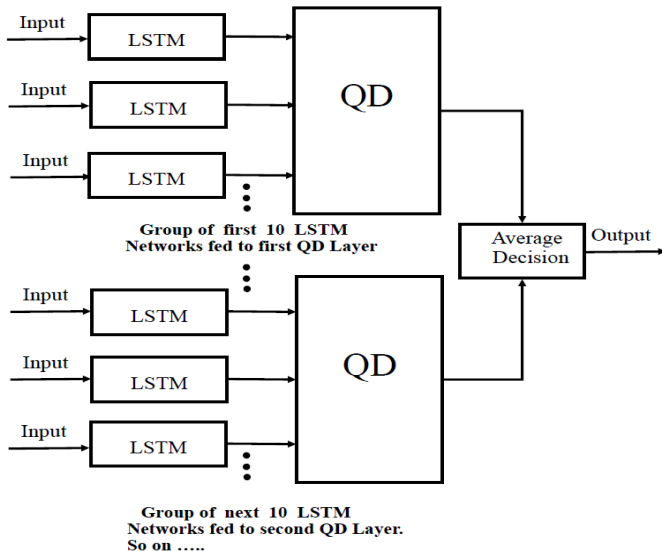 Input
LSTM
Input
LSTM
Input
LSTM
QD
Group of first 10 LSTM
Networks fed to first QD Layer
Average
Decision
Output
Input
LSTM
Input
LSTM
Input
LSTM
QD
Group of next 10 LSTM
Networks fed to second QD Layer.
So on .....